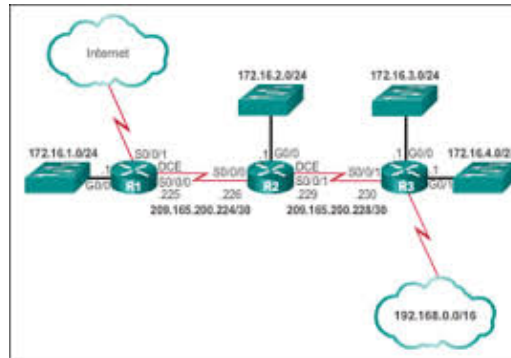 Internet
172.16.2.0/24
172.16.3.0/24
172.16.1.0/24
S0/0/1
.1
G0/0
R1
DCE
S0/0/0
.225
209.165.200.224/30
S0/0/0
.226
.1
G0/0
R2
DCE
S0/0/1
.229
209.165.200.228/30
S0/0/1
.230
.1
G0/0
R3
.1
G0/1
172.16.4.0/24
192.168.0.0/16